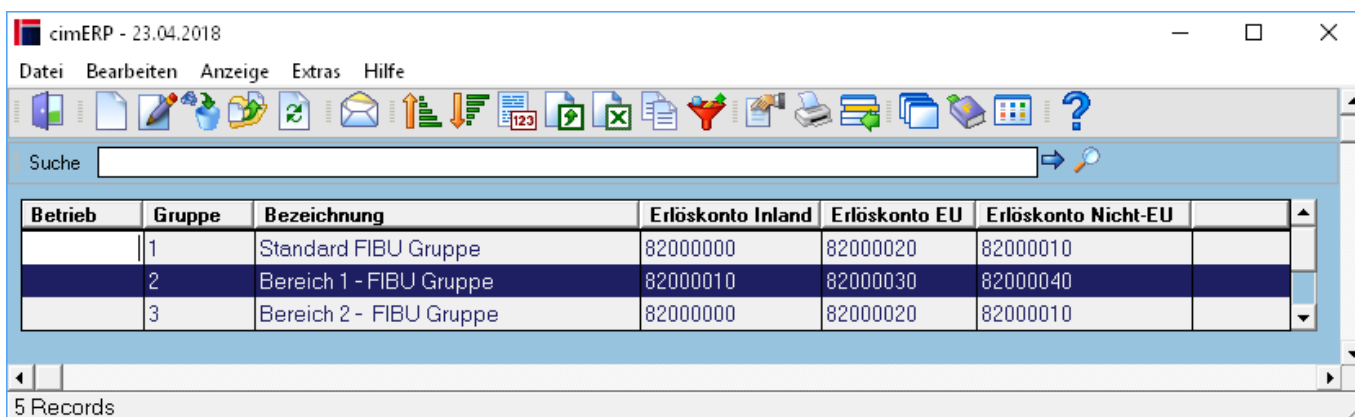 cimERP - 23.04.2018
Datei Bearbeiten Anzeige Extras Hilfe
123
Suche
Betrieb Gruppe Bezeichnung Erlöskonto Inland Erlöskonto EU Erlöskonto Nicht-EU
1 Standard FIBU Gruppe 82000000 82000020 82000010
2 Bereich 1 - FIBU Gruppe 82000010 82000030 82000040
3 Bereich 2 - FIBU Gruppe 82000000 82000020 82000010
5 Records